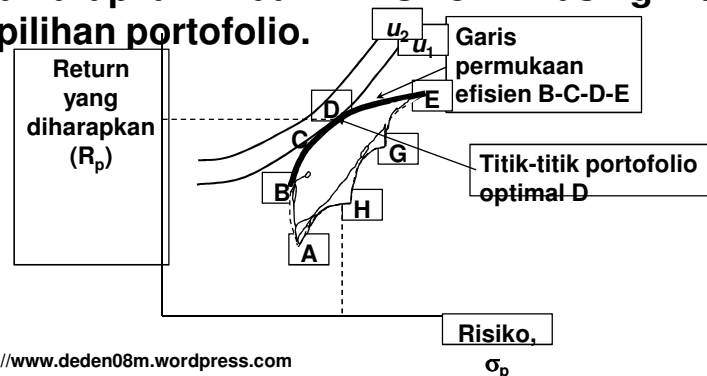 pilihan portofolio.
u2
u1
Garis
permukaan
efisien B-C-D-E
Return
yang
diharapkan
(Rp)
D
E
C
G
Titik-titik portofolio
optimal D
B
H
A
Risiko,
σp
//www.deden08m.wordpress.com